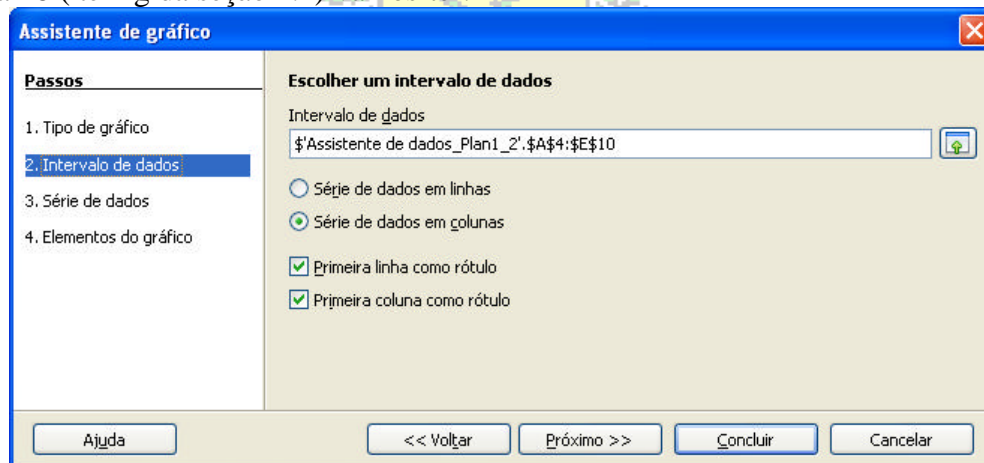 Assistente de gráfico
Passos
1. Tipo de gráfico
2. Intervalo de dados
3. Série de dados
4. Elementos do gráfico
Escolher um intervalo de dados
Intervalo de dados
$'Assistente de dados_Plan1_2'.$A$4:$E$10
Série de dados em linhas
Série de dados em colunas
Primeira linha como rótulo
Primeira coluna como rótulo
Ajuda
<< Voltar
Próximo >>
Concluir
Cancelar